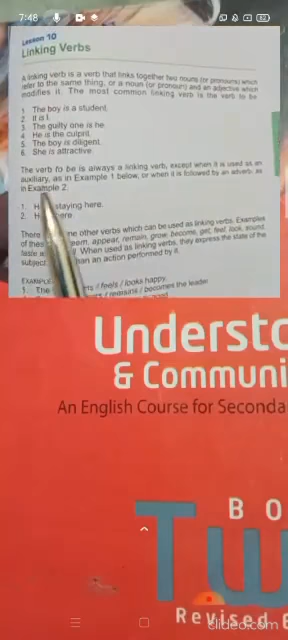 7:48
Lesson 10
Linking Verbs
A linking verb is a verb that links together two nouns (or pronouns) which
refer to the same thing, or a noun (or pronoun) and an adjective which
modifies it. The most common linking verb is the verb to be
1 The boy is a student.
2 It is I.
3. The guilty one is he.
4. He is the culprit.
5. The boy is diligent.
6. She is attractive.
The verb to be is always a linking verb, except when it is used as an
auxiliary, as in Example 1 below, or when it is followed by an adverb, as
in Example 2.
1. staying here.
2. here.
There other verbs which can be used as linking verbs. Examples
of these appear, remain, grow, become, get, feel, look, sound,
taste When used as linking verbs, they express the state of the
subject than an action performed by it.
1. The / feels / looks happy.
/ remains / becomes the leader
Understo
& Communi
An English Course for Seconda
B O
Tw
Revised E
slideo.com